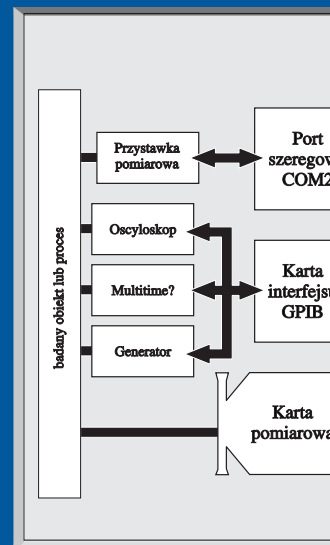 badany obiekt lub proces
Przystawka
pomiarowa
Port
szeregow
COM2
Oscyloskop
Multitime?
Generator
Karta
interfejsu
GPIB
Karta
pomiarowa